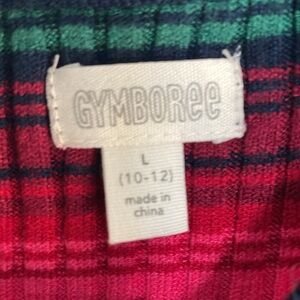 GYMBOREE
L
(10-12)
made in
china